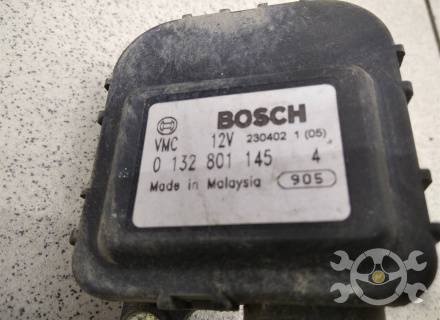 BOSCH
VMC 12V 230402 1 (05)
0 132 801 145 4
Made in Malaysia 905